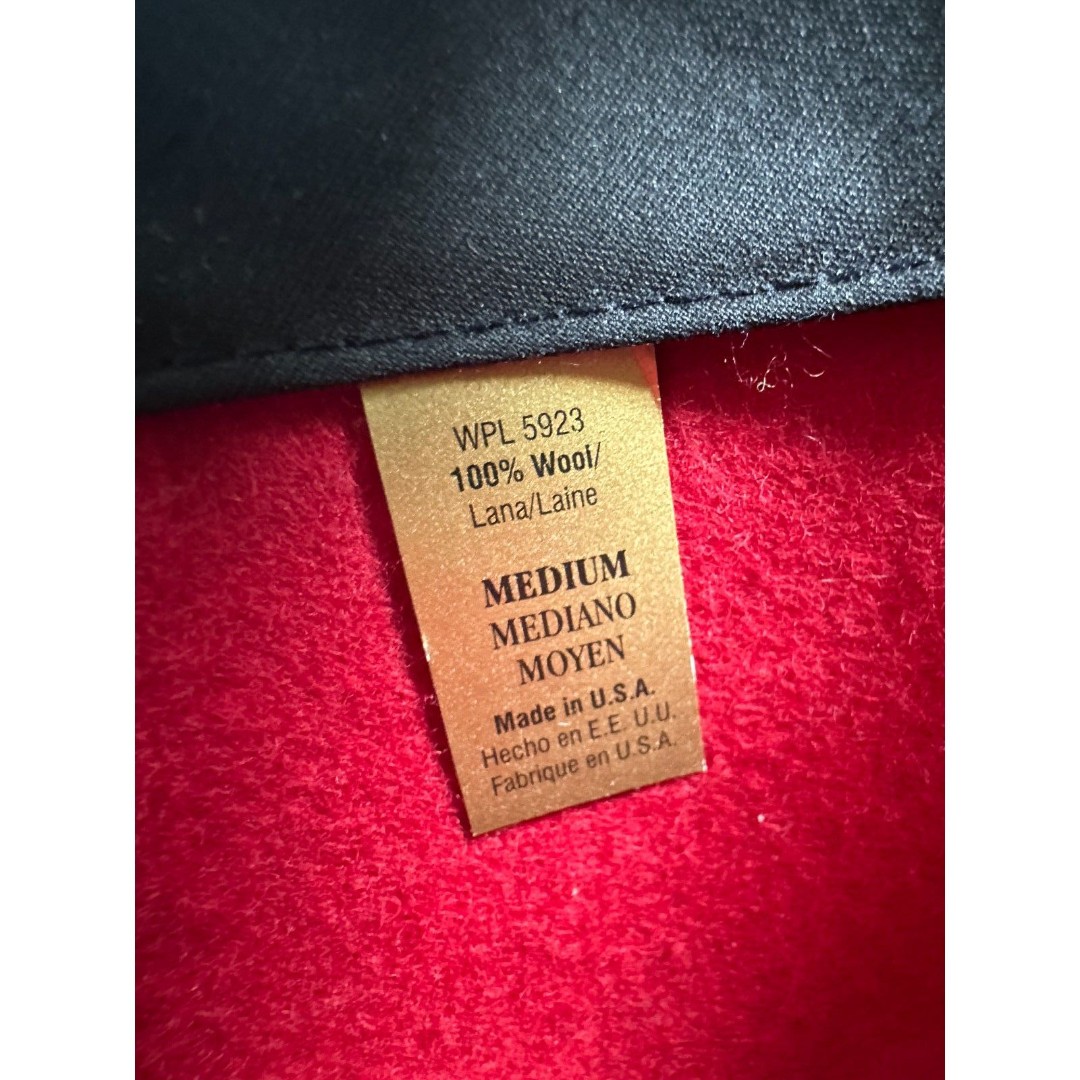 WPL 5923
100% Wool/
Lana/Laine
MEDIUM
MEDIANO
MOYEN
Made in U.S.A.
Hecho en E.E. U.U.
Fabrique en U.S.A.